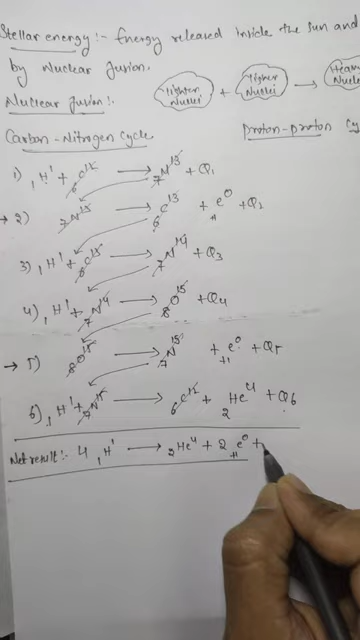 Stellar energy :- Energy released inside the sun and
by Nuclear fusion.
Nuclear fusion :-
Lighter Nuclei + Lighter Nuclei → Heav Nucle
Carbon-Nitrogen Cycle
Proton-proton Cy
1) ₁H¹ + ₆C¹² → ₇N¹³ + Q₁
→ 2) ₇N¹³ → ₆C¹³ + ₊₁e⁰ + Q₂
3) ₁H¹ + ₆C¹³ → ₇N¹⁴ + Q₃
4) ₁H¹ + ₇N¹⁴ → ₈O¹⁵ + Q₄
→ 5) ₈O¹⁵ → ₇N¹⁵ + ₊₁e⁰ + Q₅
6) ₁H¹ + ₇N¹⁵ → ₆C¹² + ₂He⁴ + Q₆
Net result :- 4 ₁H¹ → ₂He⁴ + 2 ₊₁e⁰ +